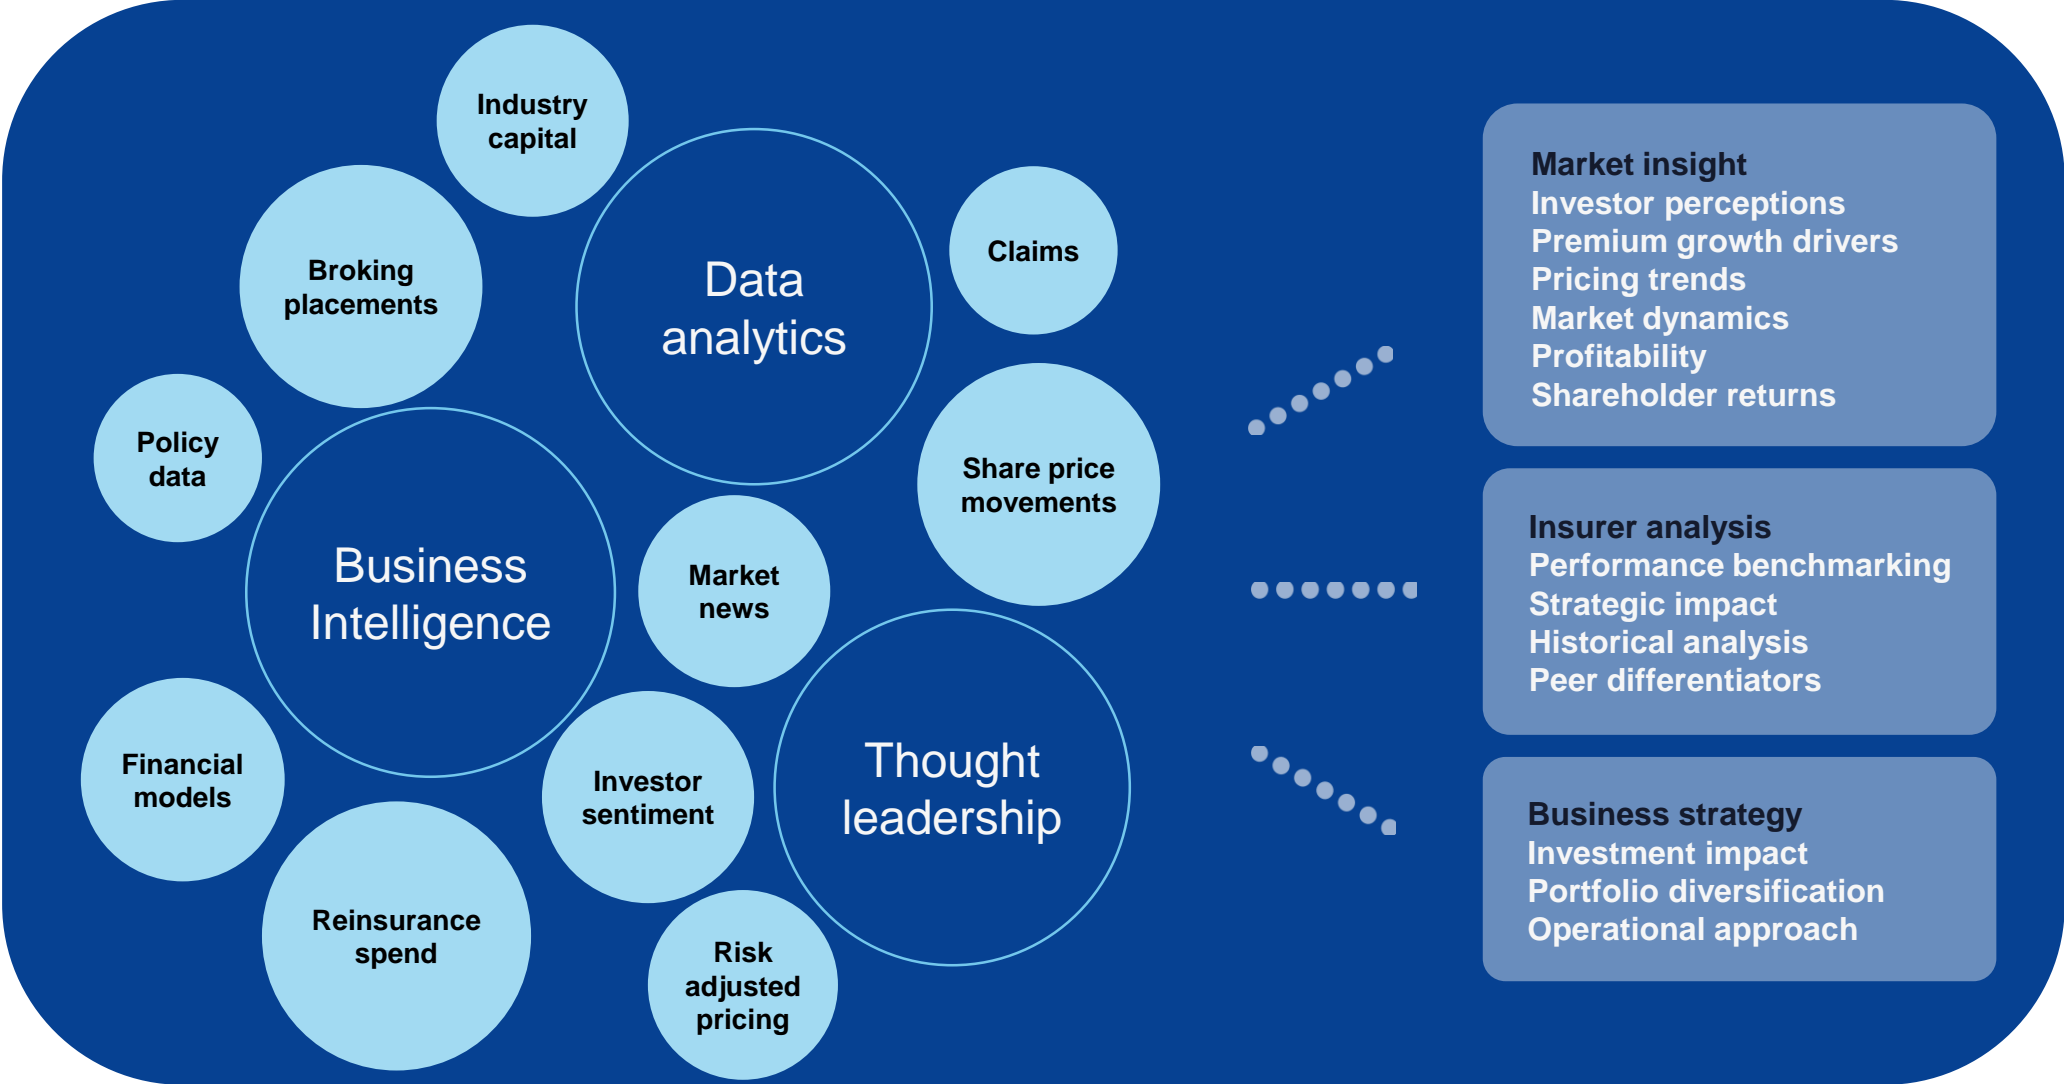 Industry
capital
Broking
placements
Data
analytics
Claims
Policy
data
Share price
movements
Business
Intelligence
Market
news
Financial
models
Investor
sentiment
Thought
leadership
Reinsurance
spend
Risk
adjusted
pricing
Market insight
Investor perceptions
Premium growth drivers
Pricing trends
Market dynamics
Profitability
Shareholder returns
Insurer analysis
Performance benchmarking
Strategic impact
Historical analysis
Peer differentiators
Business strategy
Investment impact
Portfolio diversification
Operational approach